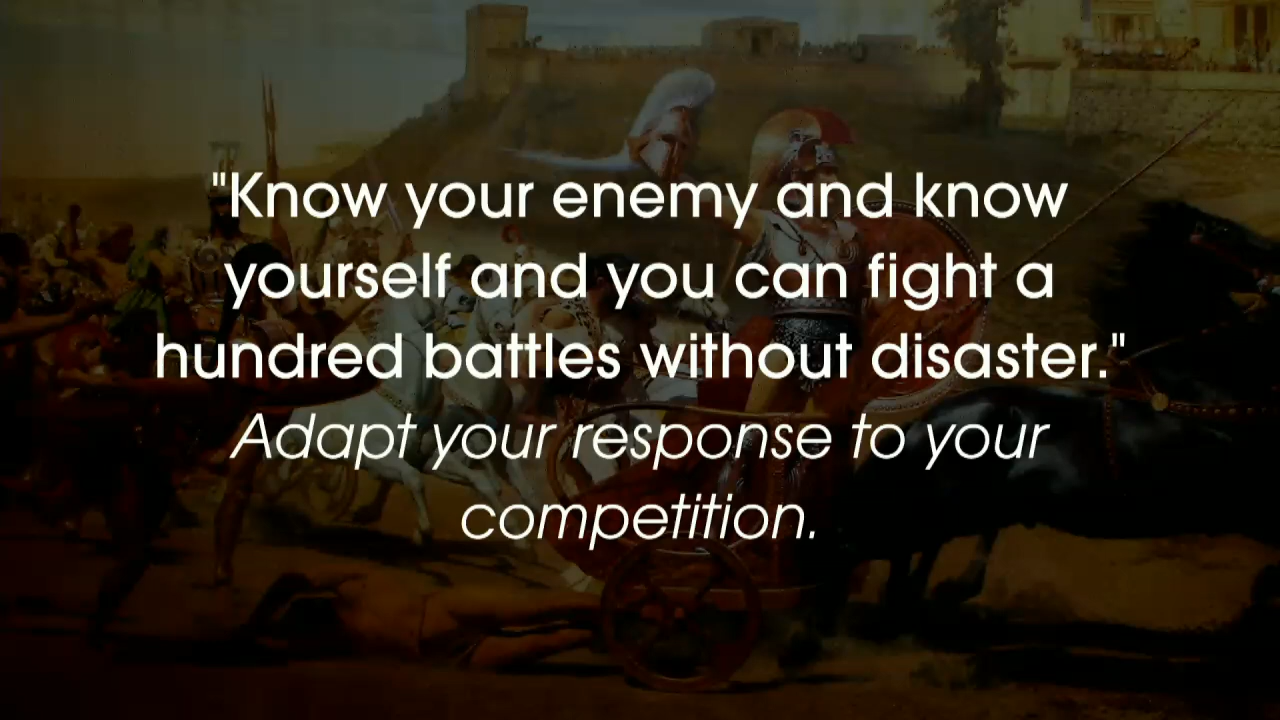 "Know your enemy and know
yourself and you can fight a
hundred battles without disaster."
Adapt your response to your
competition.